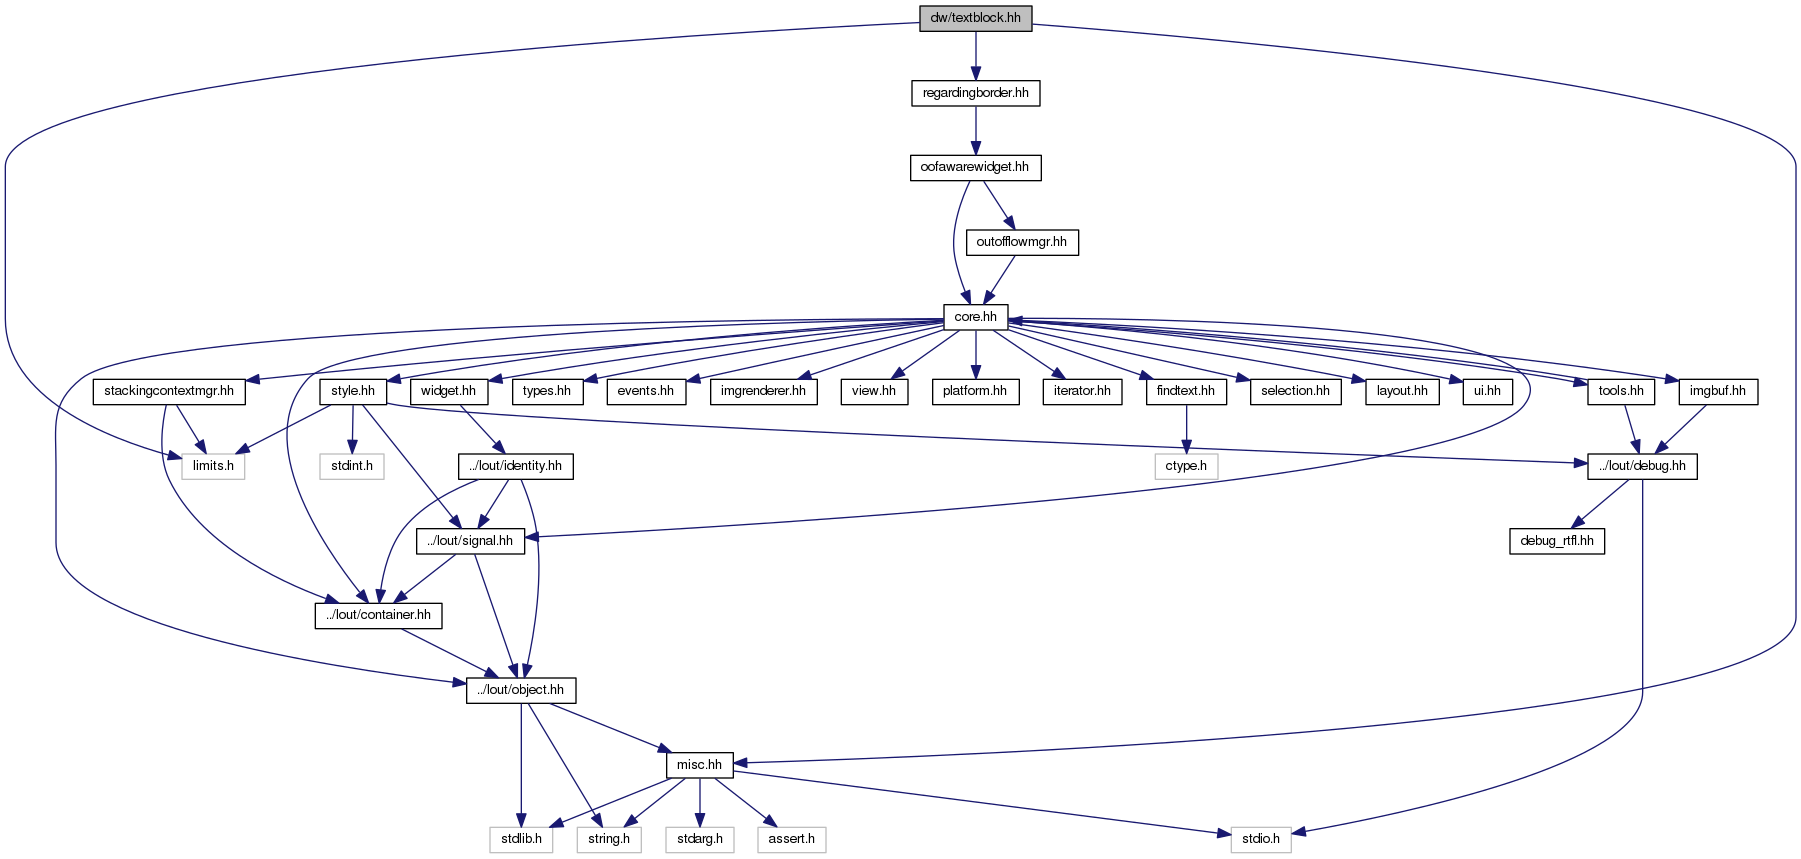 dw/textblock.hh
regardingborder.hh
oofawarewidget.hh
outofflowmgr.hh
core.hh
stackingcontextmgr.hh
style.hh
widget.hh
types.hh
events.hh
imgrenderer.hh
view.hh
platform.hh
iterator.hh
findtext.hh
selection.hh
layout.hh
ui.hh
tools.hh
imgbuf.hh
limits.h
stdint.h
../lout/identity.hh
ctype.h
../lout/debug.hh
../lout/signal.hh
debug_rtfl.hh
../lout/container.hh
../lout/object.hh
misc.hh
stdlib.h
string.h
stdarg.h
assert.h
stdio.h